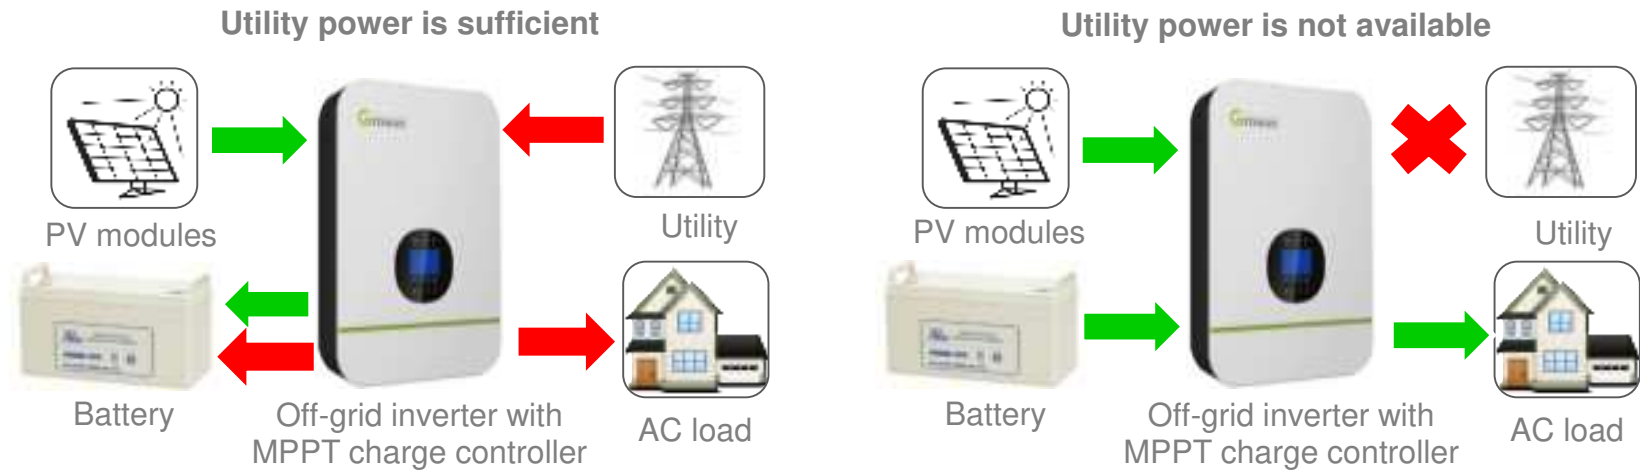 Utility power is sufficient
PV modules
Utility
Battery
Off-grid inverter with
MPPT charge controller
AC load
Utility power is not available
PV modules
Utility
Battery
Off-grid inverter with
MPPT charge controller
AC load